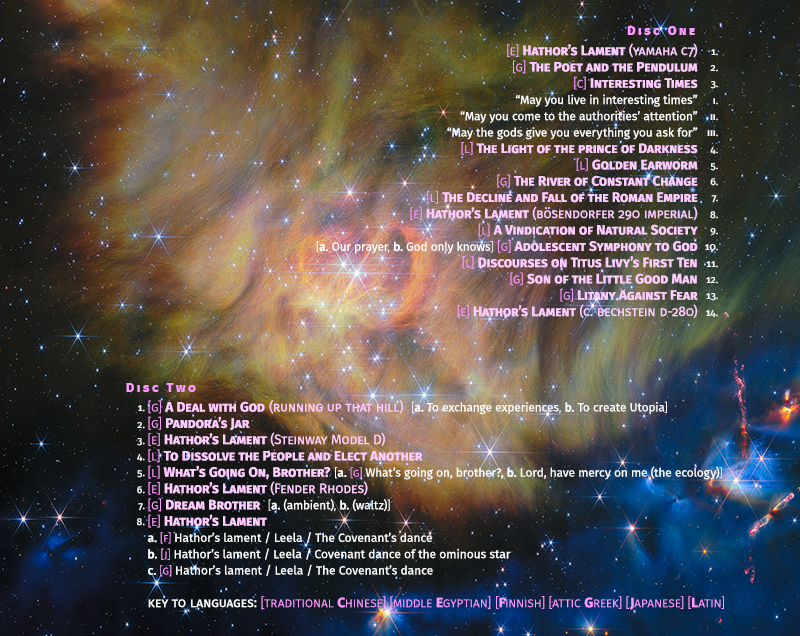 Disc One
[E] Hathor's Lament (yamaha c7) 1.
[G] The Poet and the Pendulum 2.
[C] Interesting Times 3.
“May you live in interesting times” I.
“May you come to the authorities’ attention” II.
“May the gods give you everything you ask for” III.
[L] The Light of the prince of Darkness 4.
[L] Golden Earworm 5.
[G] The River of Constant Change 6.
[L] The Decline and Fall of the Roman Empire 7.
[E] Hathor's Lament (bösendorfer 290 imperial) 8.
[L] A Vindication of Natural Society 9.
[a. Our prayer, b. God only knows] [G] Adolescent Symphony to God 10.
[L] Discourses on Titus Livy's First Ten 11.
[G] Son of the Little Good Man 12.
[G] Litany Against Fear 13.
[E] Hathor's Lament (c. bechstein d-280) 14.
Disc Two
1. [G] A Deal with God (running up that hill) [a. To exchange experiences, b. To create Utopia]
2. [G] Pandora's Jar
3. [E] Hathor's Lament (Steinway Model D)
4. [L] To Dissolve the People and Elect Another
5. [L] What's Going On, Brother? [a. [G] What's going on, brother?, b. Lord, have mercy on me (the ecology)]
6. [E] Hathor's Lament (Fender Rhodes)
7. [G] Dream Brother [a. (ambient), b. (waltz)]
8. [E] Hathor's Lament
a. [F] Hathor's lament / Leela / The Covenant's dance
b. [J] Hathor's lament / Leela / Covenant dance of the ominous star
c. [G] Hathor's lament / Leela / The Covenant's dance
key to languages: [traditional Chinese] [middle Egyptian] [Finnish] [attic Greek] [Japanese] [Latin]